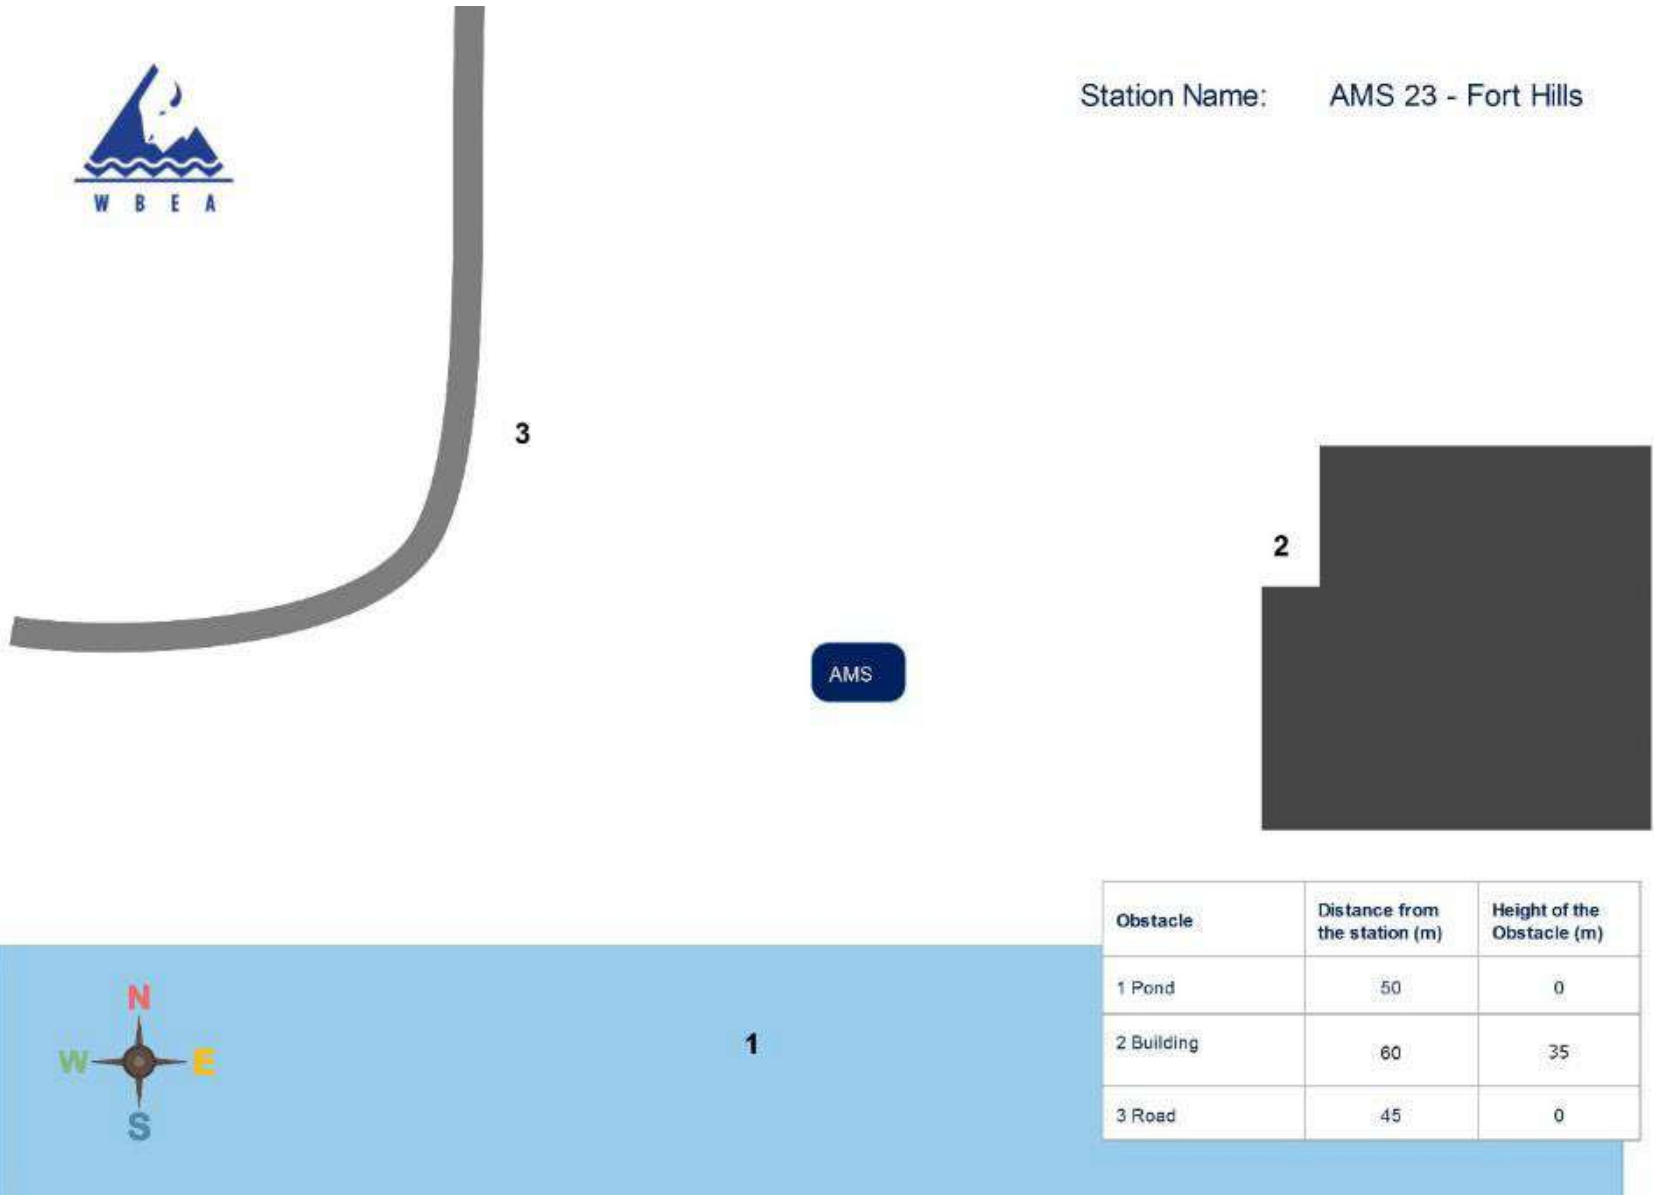 Station Name: AMS 23 - Fort Hills
W B E A
3
2
AMS
Obstacle Distance from the station (m) Height of the Obstacle (m)
1 Pond 50 0
2 Building 60 35
3 Road 45 0
N
W E
S
1